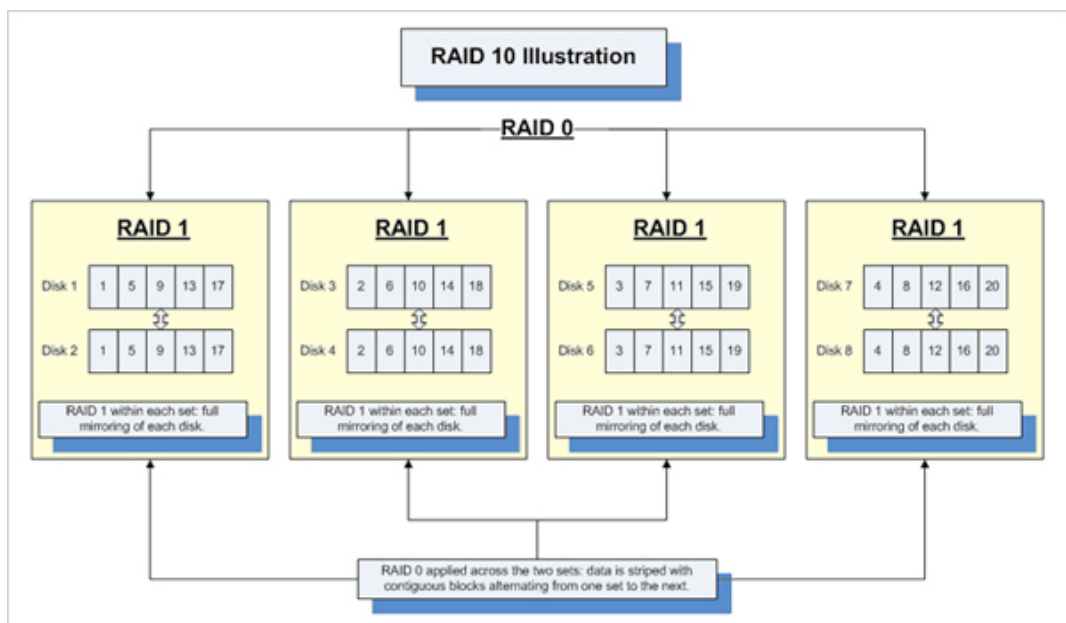 RAID 10 Illustration
RAID 0
RAID 1
Disk 1 1 5 9 13 17
Disk 2 1 5 9 13 17
RAID 1 within each set: full
mirroring of each disk.
RAID 1
Disk 3 2 6 10 14 18
Disk 4 2 6 10 14 18
RAID 1 within each set: full
mirroring of each disk.
RAID 1
Disk 5 3 7 11 15 19
Disk 6 3 7 11 15 19
RAID 1 within each set: full
mirroring of each disk.
RAID 1
Disk 7 4 8 12 16 20
Disk 8 4 8 12 16 20
RAID 1 within each set: full
mirroring of each disk.
RAID 0 applied across the two sets: data is striped with
contiguous blocks alternating from one set to the next.